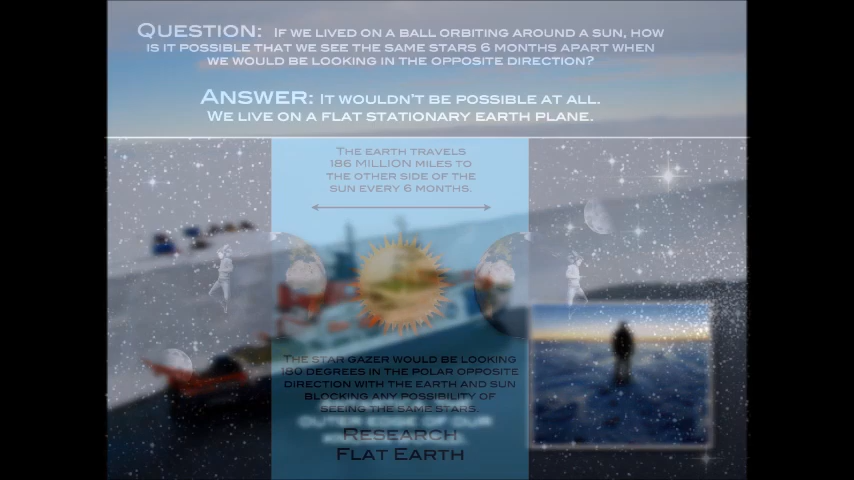 QUESTION: IF WE LIVED ON A BALL ORBITING AROUND A SUN, HOW
IS IT POSSIBLE THAT WE SEE THE SAME STARS 6 MONTHS APART WHEN
WE WOULD BE LOOKING IN THE OPPOSITE DIRECTION?
ANSWER: IT WOULDN'T BE POSSIBLE AT ALL.
WE LIVE ON A FLAT STATIONARY EARTH PLANE.
THE EARTH TRAVELS
186 MILLION MILES TO
THE OTHER SIDE OF THE
SUN EVERY 6 MONTHS.
THE STAR GAZER WOULD BE LOOKING
180 DEGREES IN THE POLAR OPPOSITE
DIRECTION WITH THE EARTH AND SUN
BLOCKING ANY POSSIBILITY OF
SEEING THE SAME STARS.
RESEARCH
FLAT EARTH